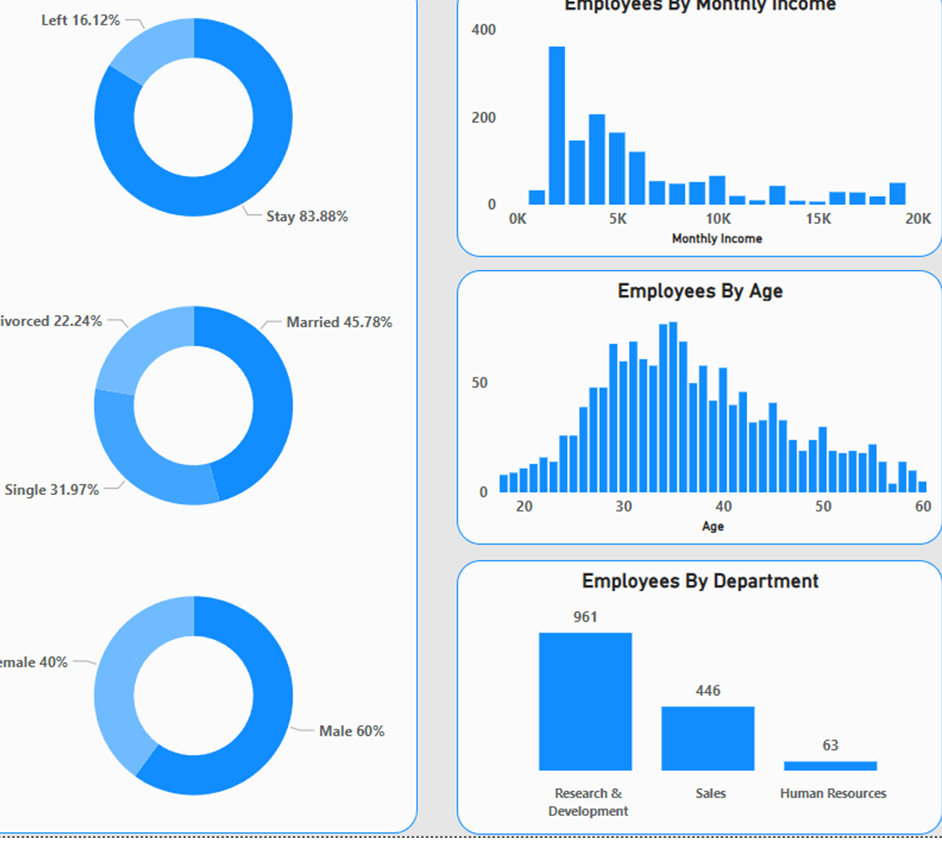 Left 16.12%
Stay 83.88%
ivorced 22.24%
Married 45.78%
Single 31.97%
emale 40%
Male 60%
Employees By Monthly Income
400
200
0
0K 5K 10K 15K 20K
Monthly Income
Employees By Age
50
0
20 30 40 50 60
Age
Employees By Department
961
446
63
Research &
Development
Sales
Human Resources